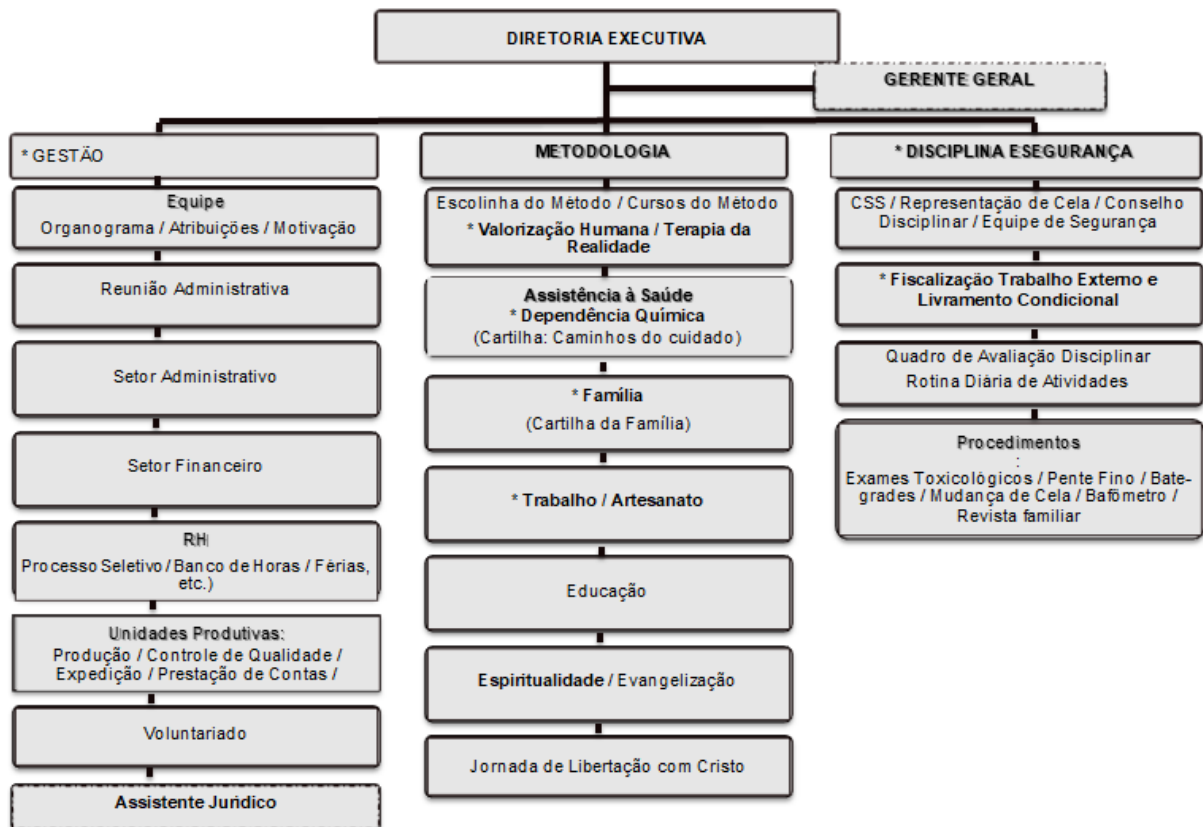 DIRETORIA EXECUTIVA
GERENTE GERAL
* GESTÃO
Equipe
Organograma / Atribuições / Motivação
Reunião Administrativa
Setor Administrativo
Setor Financeiro
RH
Processo Seletivo / Banco de Horas / Férias,
etc.)
Unidades Produtivas:
Produção / Controle de Qualidade /
Expedição / Prestação de Contas /
Voluntariado
Assistente Jurídico
METODOLOGIA
Escolinha do Método / Cursos do Método
* Valorização Humana / Terapia da
Realidade
Assistência à Saúde
* Dependência Química
(Cartilha: Caminhos do cuidado)
* Família
(Cartilha da Família)
* Trabalho / Artesanato
Educação
Espiritualidade / Evangelização
Jornada de Libertação com Cristo
* DISCIPLINA ESEGURANÇA
CSS / Representação de Cela / Conselho
Disciplinar / Equipe de Segurança
* Fiscalização Trabalho Externo e
Livramento Condicional
Quadro de Avaliação Disciplinar
Rotina Diária de Atividades
Procedimentos
:
Exames Toxicológicos / Pente Fino / Bate-
grades / Mudança de Cela / Bafômetro /
Revista familiar